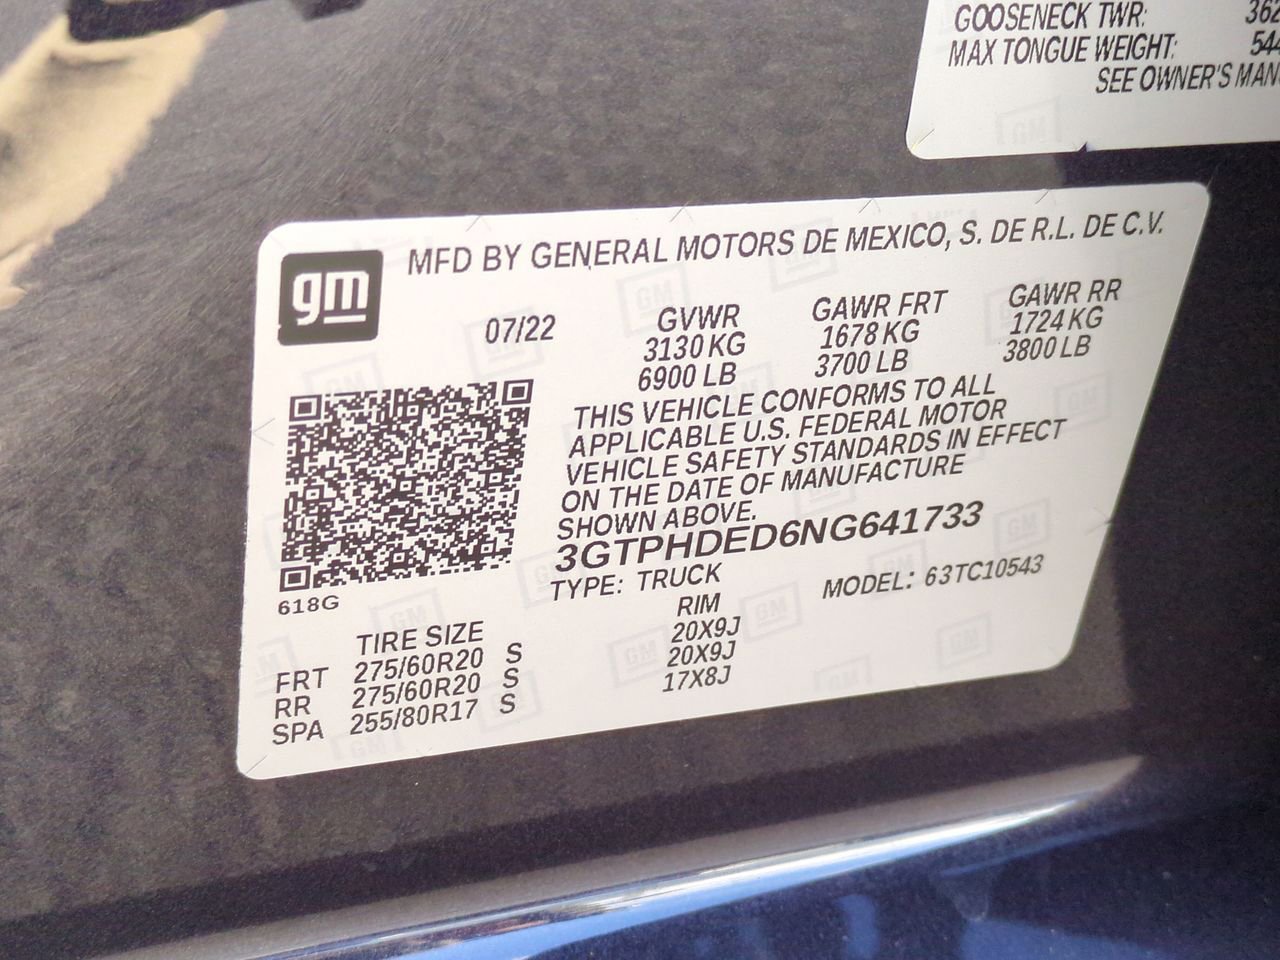 GOOSENECK TWR: 362
MAX TONGUE WEIGHT: 544
SEE OWNER'S MANU
gm
MFD BY GENERAL MOTORS DE MEXICO, S. DE R.L. DE C.V.
07/22 GVWR GAWR FRT GAWR RR
3130 KG 1678 KG 1724 KG
6900 LB 3700 LB 3800 LB
THIS VEHICLE CONFORMS TO ALL
APPLICABLE U.S. FEDERAL MOTOR
VEHICLE SAFETY STANDARDS IN EFFECT
ON THE DATE OF MANUFACTURE
SHOWN ABOVE.
3GTPHDED6NG641733
TYPE: TRUCK MODEL: 63TC10543
618G
TIRE SIZE RIM
FRT 275/60R20 S 20X9J
RR 275/60R20 S 20X9J
SPA 255/80R17 S 17X8J